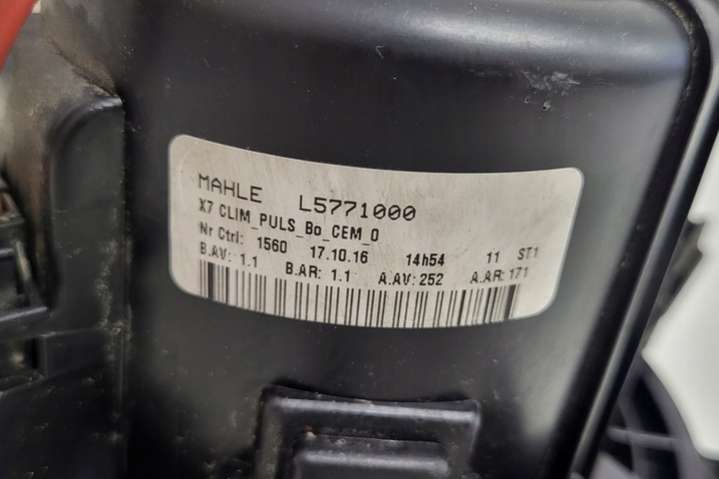 MAHLE L5771000
X7 CLIM_PULS_Bo_CEM_0
Nr Ctrl: 1560 17.10.16 14h54 11 ST1
B.AV: 1.1 B.AR: 1.1 A.AV: 252 A.AR: 171